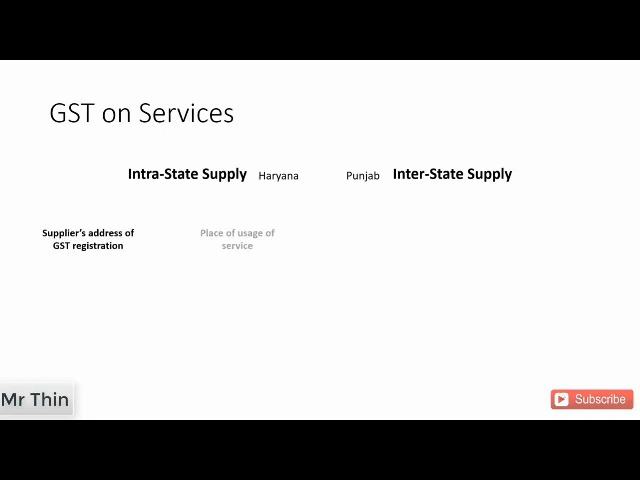 GST on Services
Intra-State Supply Haryana Punjab Inter-State Supply
Supplier's address of
GST registration
Place of usage of
service
Mr Thin
Subscribe